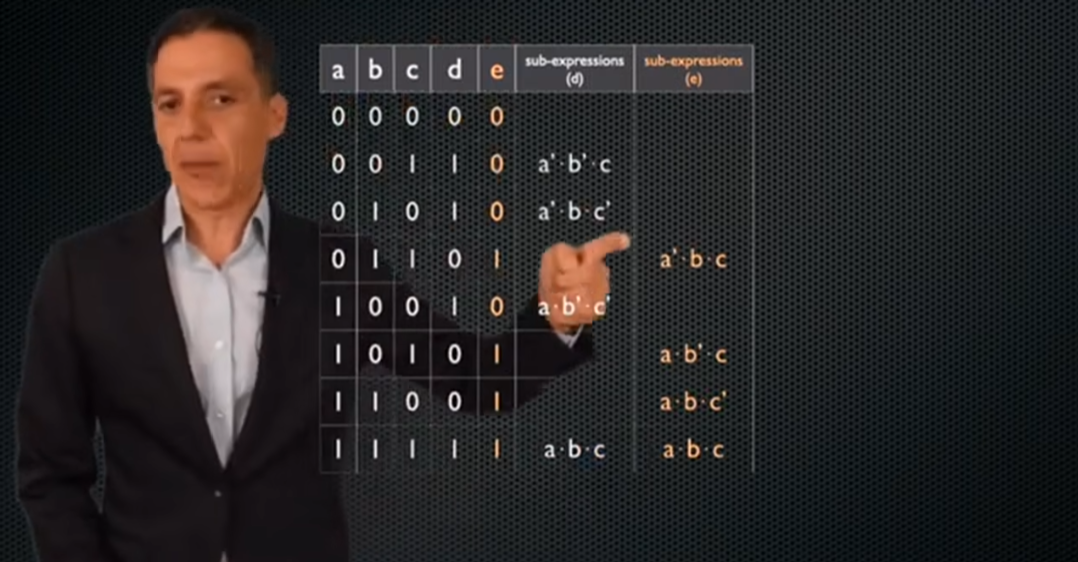 a b c d e sub-expressions (d) sub-expressions (e)
0 0 0 0 0
0 0 1 1 0 a'·b'·c
0 1 0 1 0 a'·b·c'
0 1 1 0 1 a'·b·c
1 0 0 1 0 a·b'·c'
1 0 1 0 1 a·b'·c
1 1 0 0 1 a·b·c'
1 1 1 1 1 a·b·c a·b·c